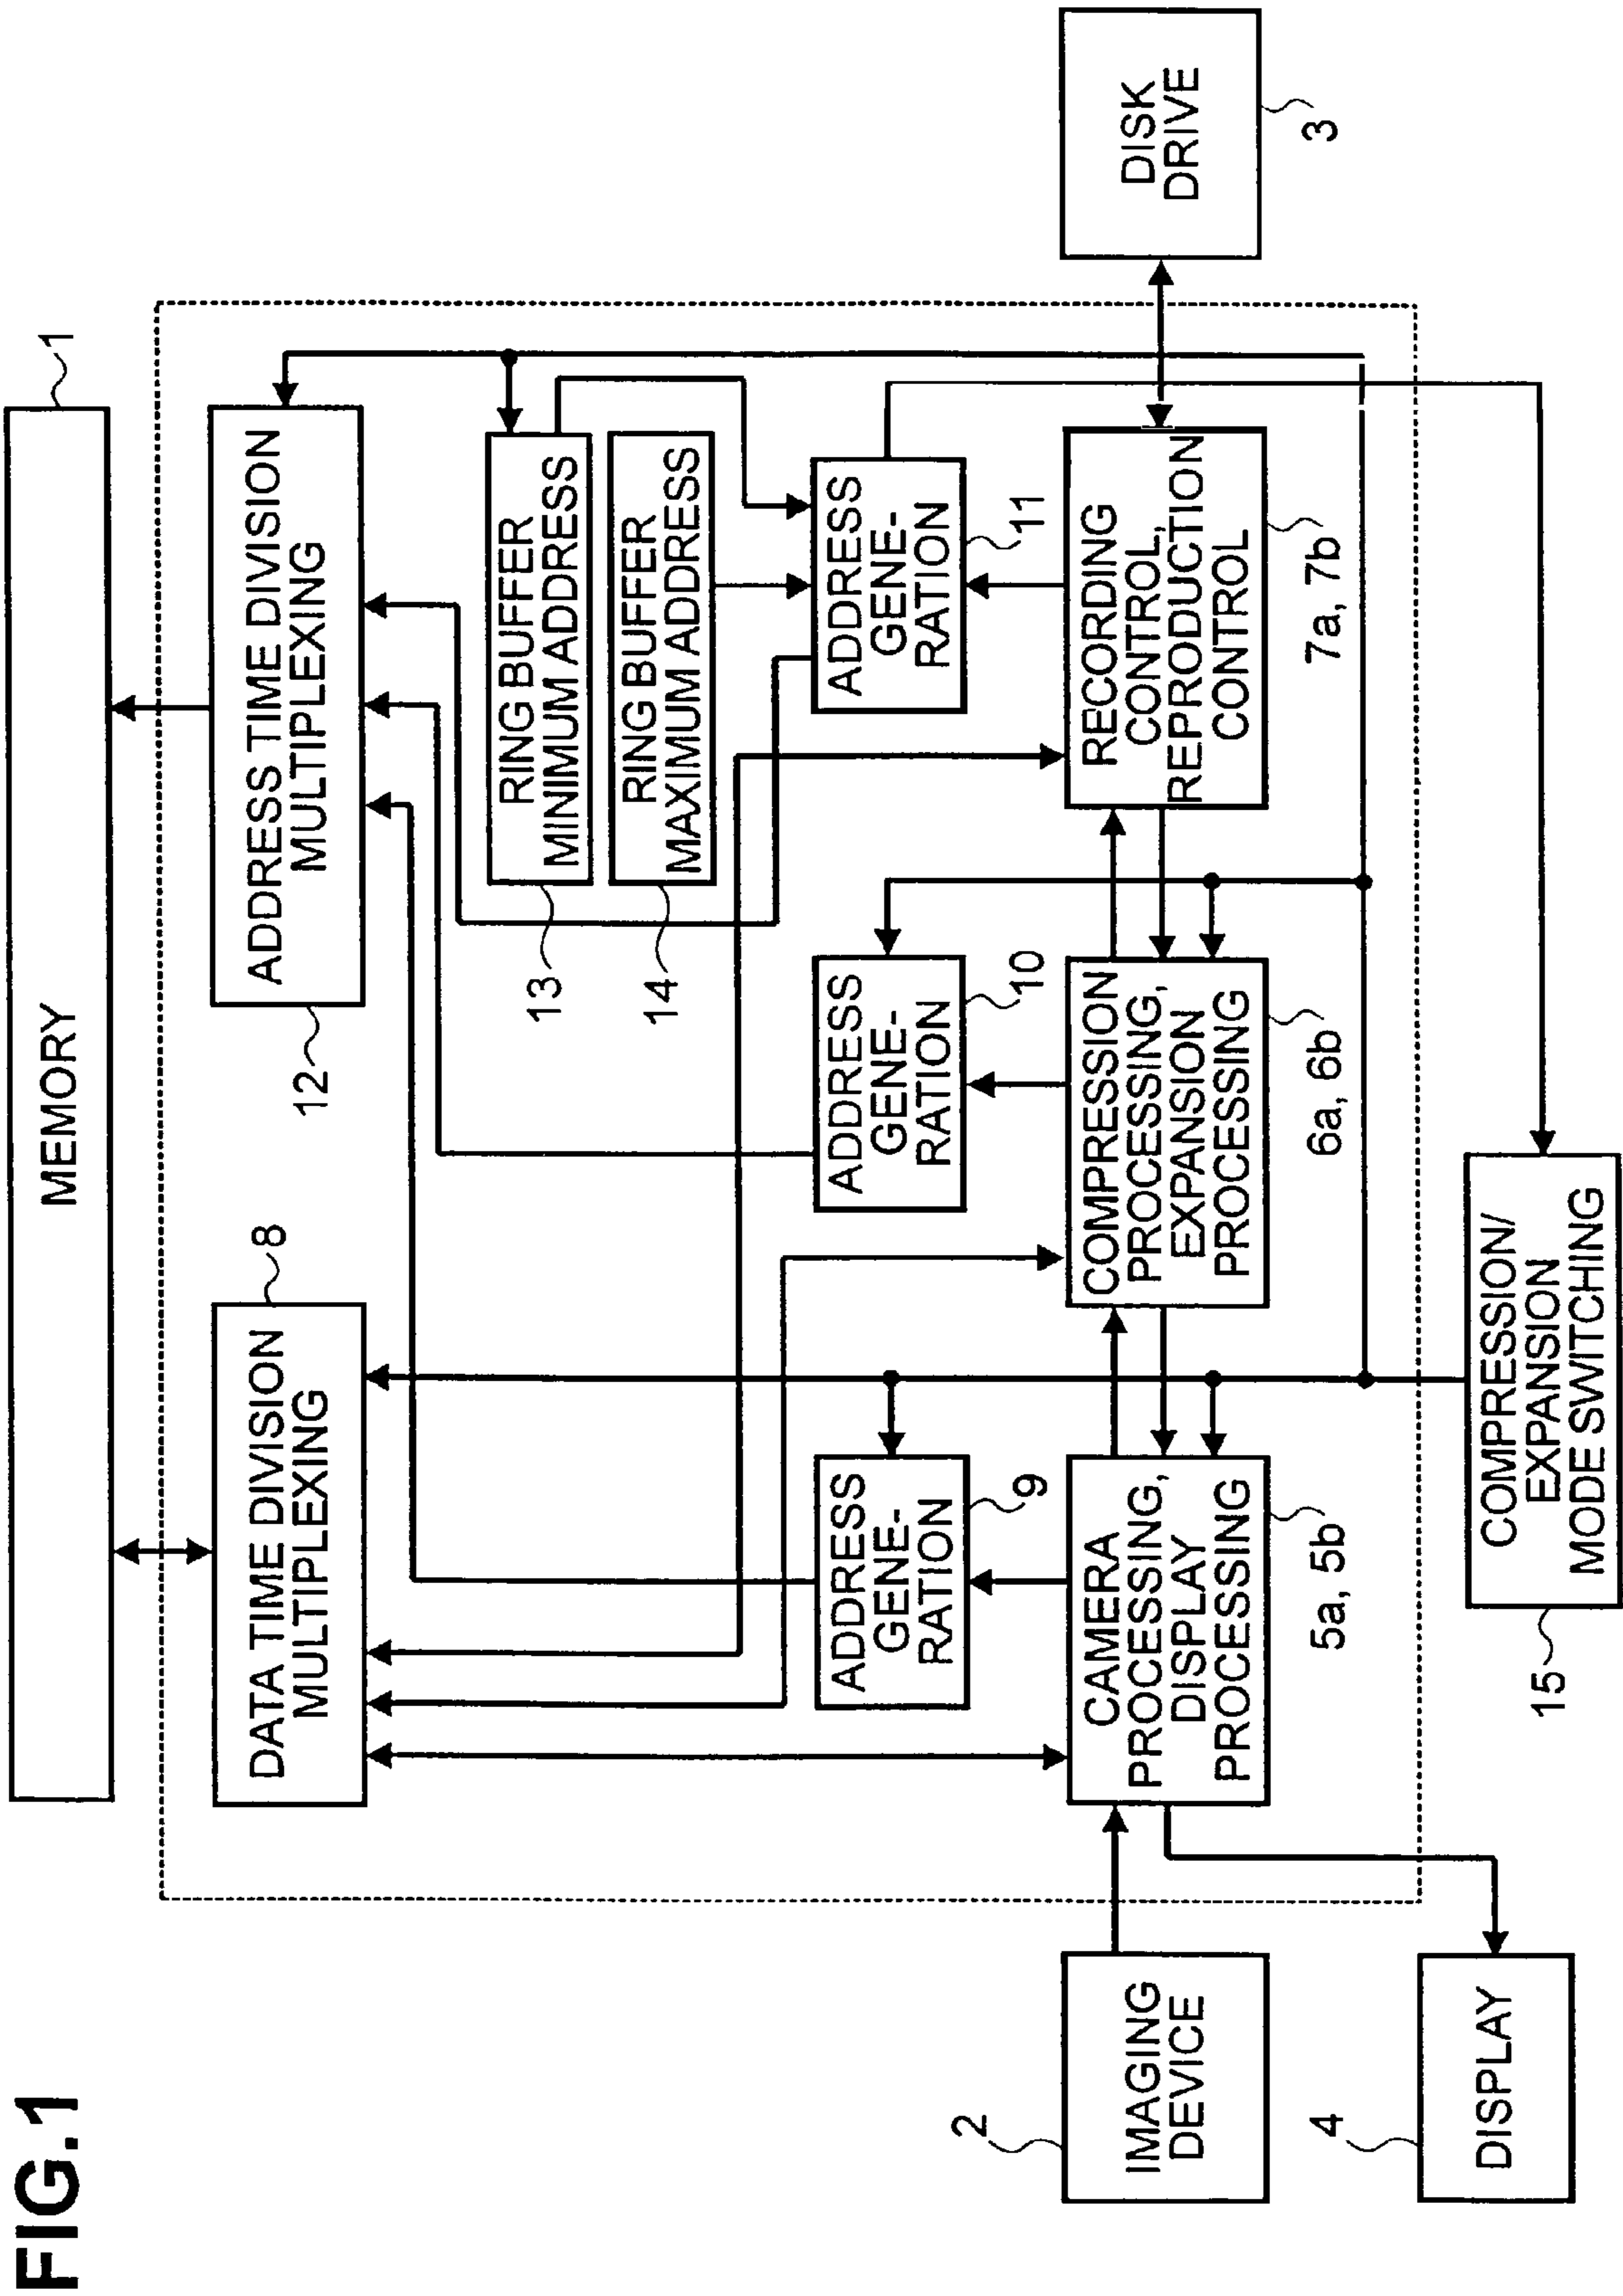 FIG.1
MEMORY
1
DATA TIME DIVISION
MULTIPLEXING
8
ADDRESS TIME DIVISION
MULTIPLEXING
12
RING BUFFER
MINIMUM ADDRESS
13
RING BUFFER
MAXIMUM ADDRESS
14
ADDRESS
GENE-
RATION
9
ADDRESS
GENE-
RATION
10
ADDRESS
GENE-
RATION
11
IMAGING
DEVICE
2
CAMERA
PROCESSING,
DISPLAY
PROCESSING
5a, 5b
COMPRESSION
PROCESSING,
EXPANSION
PROCESSING
6a, 6b
RECORDING
CONTROL,
REPRODUCTION
CONTROL
7a, 7b
DISK
DRIVE
3
DISPLAY
4
COMPRESSION/
EXPANSION
MODE SWITCHING
15